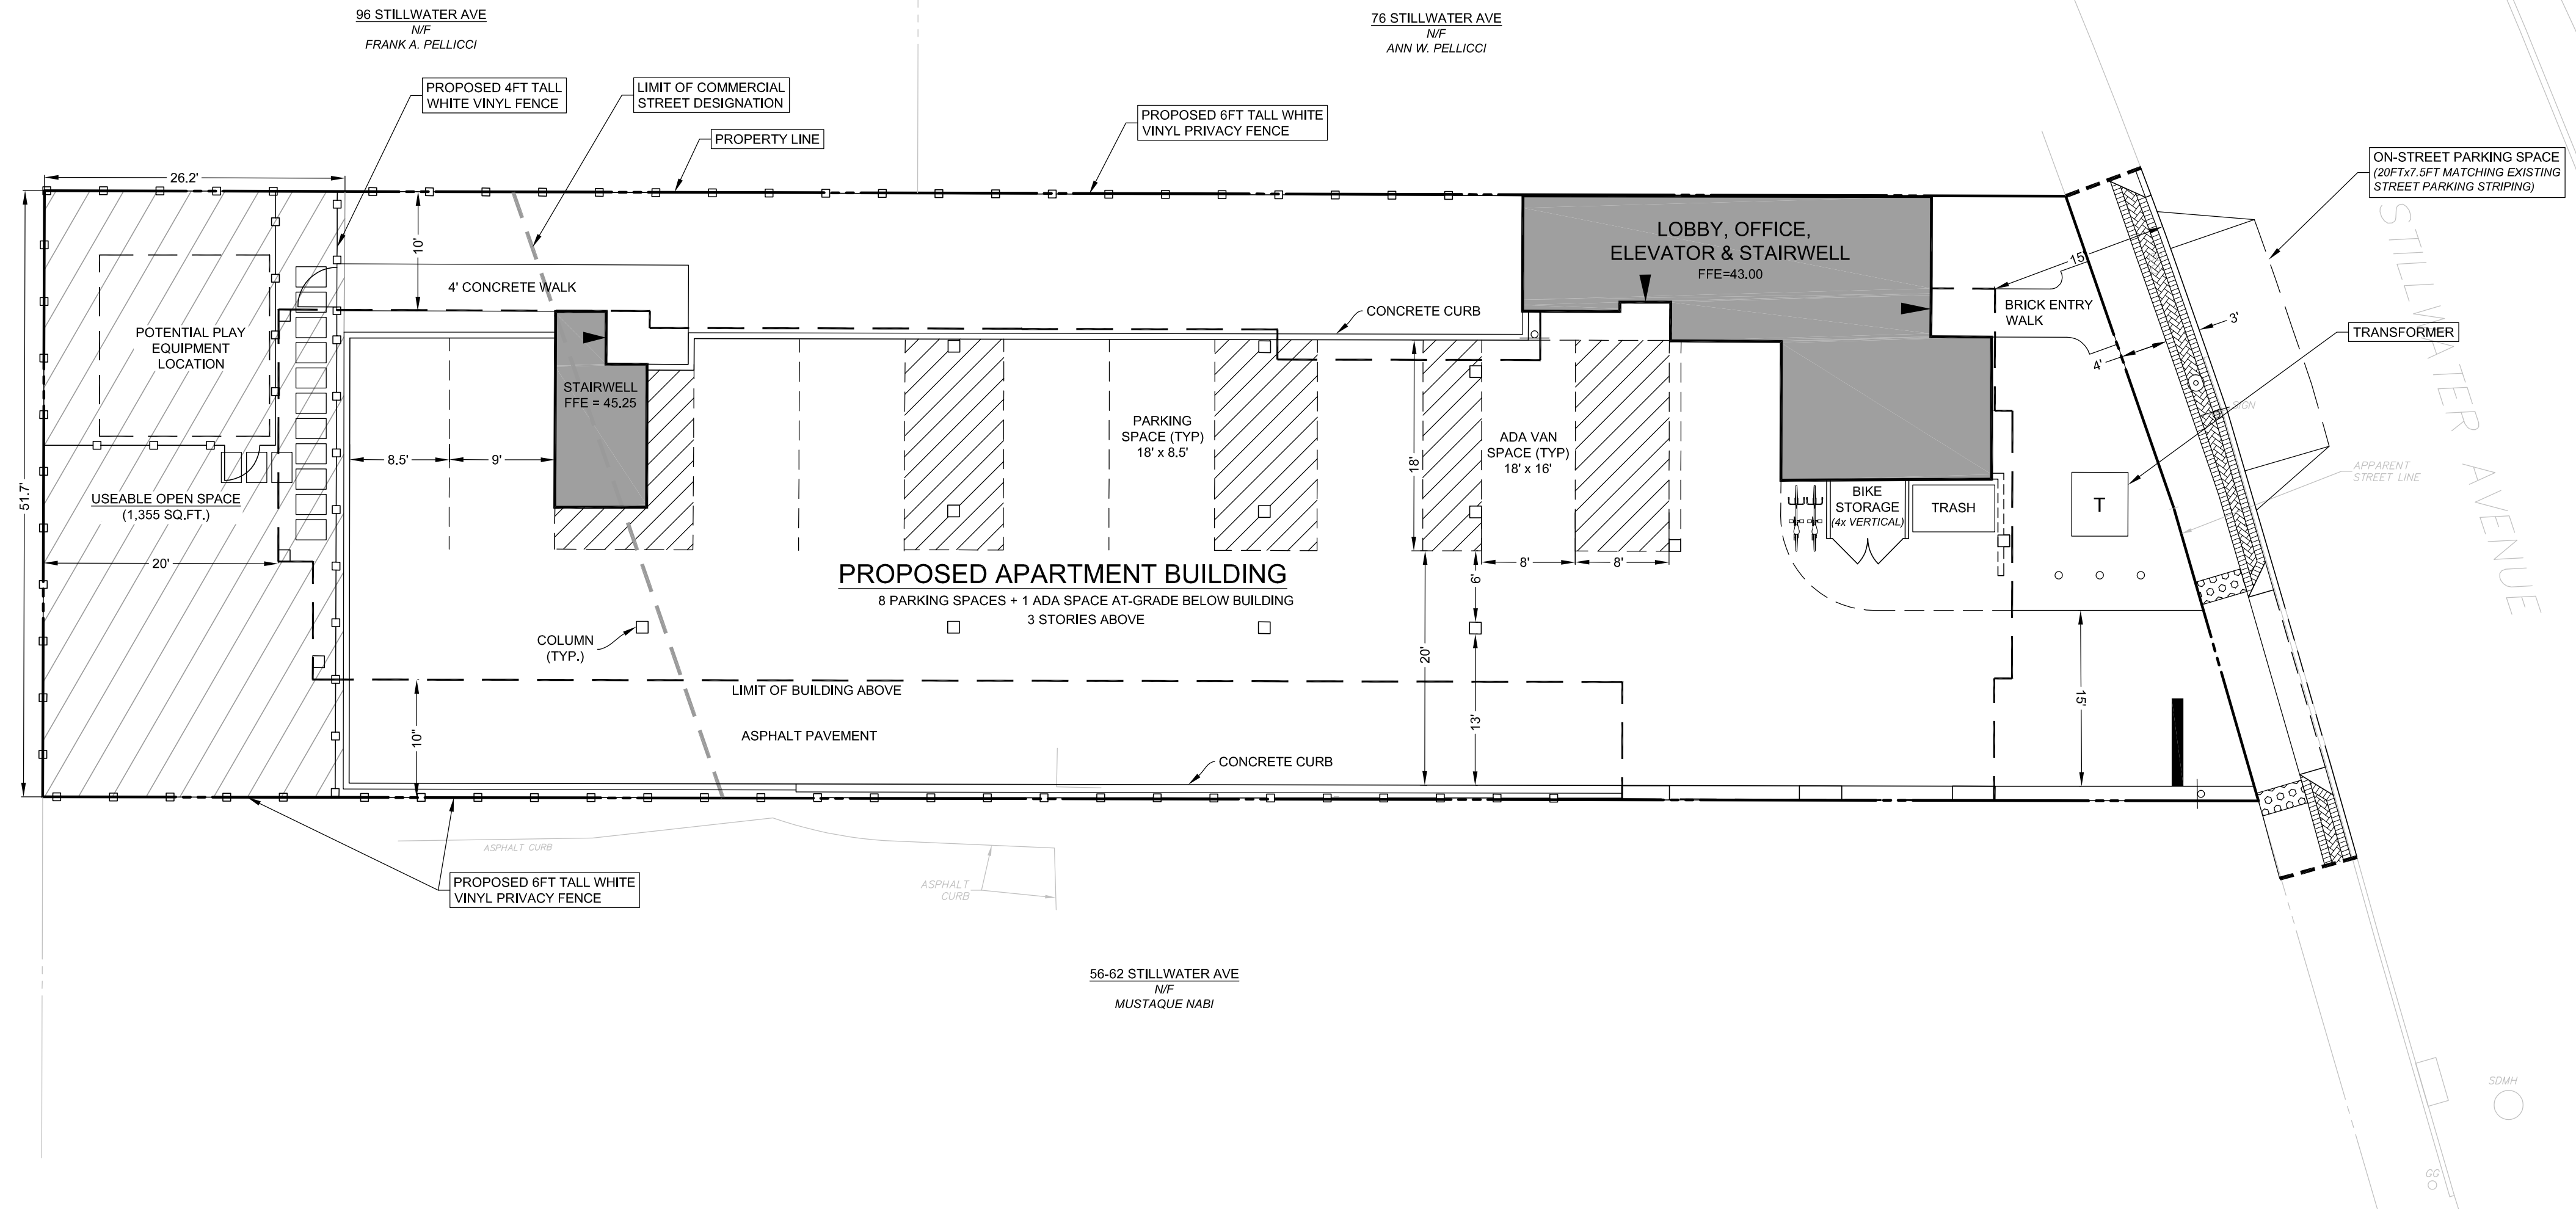 96 STILLWATER AVE
N/F
FRANK A. PELLICCI
76 STILLWATER AVE
N/F
ANN W. PELLICCI
PROPOSED 4FT TALL
WHITE VINYL FENCE
LIMIT OF COMMERCIAL
STREET DESIGNATION
PROPERTY LINE
PROPOSED 6FT TALL WHITE
VINYL PRIVACY FENCE
ON-STREET PARKING SPACE
(20FTx7.5FT MATCHING EXISTING
STREET PARKING STRIPING)
26.2'
10'
LOBBY, OFFICE,
ELEVATOR & STAIRWELL
FFE=43.00
15'
STILLWATER AVENUE
4' CONCRETE WALK
CONCRETE CURB
BRICK ENTRY
WALK
3'
4'
TRANSFORMER
POTENTIAL PLAY
EQUIPMENT
LOCATION
STAIRWELL
FFE = 45.25
SIGN
PARKING
SPACE (TYP)
18' x 8.5'
18'
ADA VAN
SPACE (TYP)
18' x 16'
8.5'
9'
51.7'
USEABLE OPEN SPACE
(1,355 SQ.FT.)
BIKE
STORAGE
(4x VERTICAL)
TRASH
T
APPARENT
STREET LINE
20'
8'
8'
6'
PROPOSED APARTMENT BUILDING
8 PARKING SPACES + 1 ADA SPACE AT-GRADE BELOW BUILDING
3 STORIES ABOVE
COLUMN
(TYP.)
20'
13'
15'
LIMIT OF BUILDING ABOVE
10"
ASPHALT PAVEMENT
CONCRETE CURB
ASPHALT CURB
ASPHALT
CURB
PROPOSED 6FT TALL WHITE
VINYL PRIVACY FENCE
56-62 STILLWATER AVE
N/F
MUSTAQUE NABI
SDMH
GG